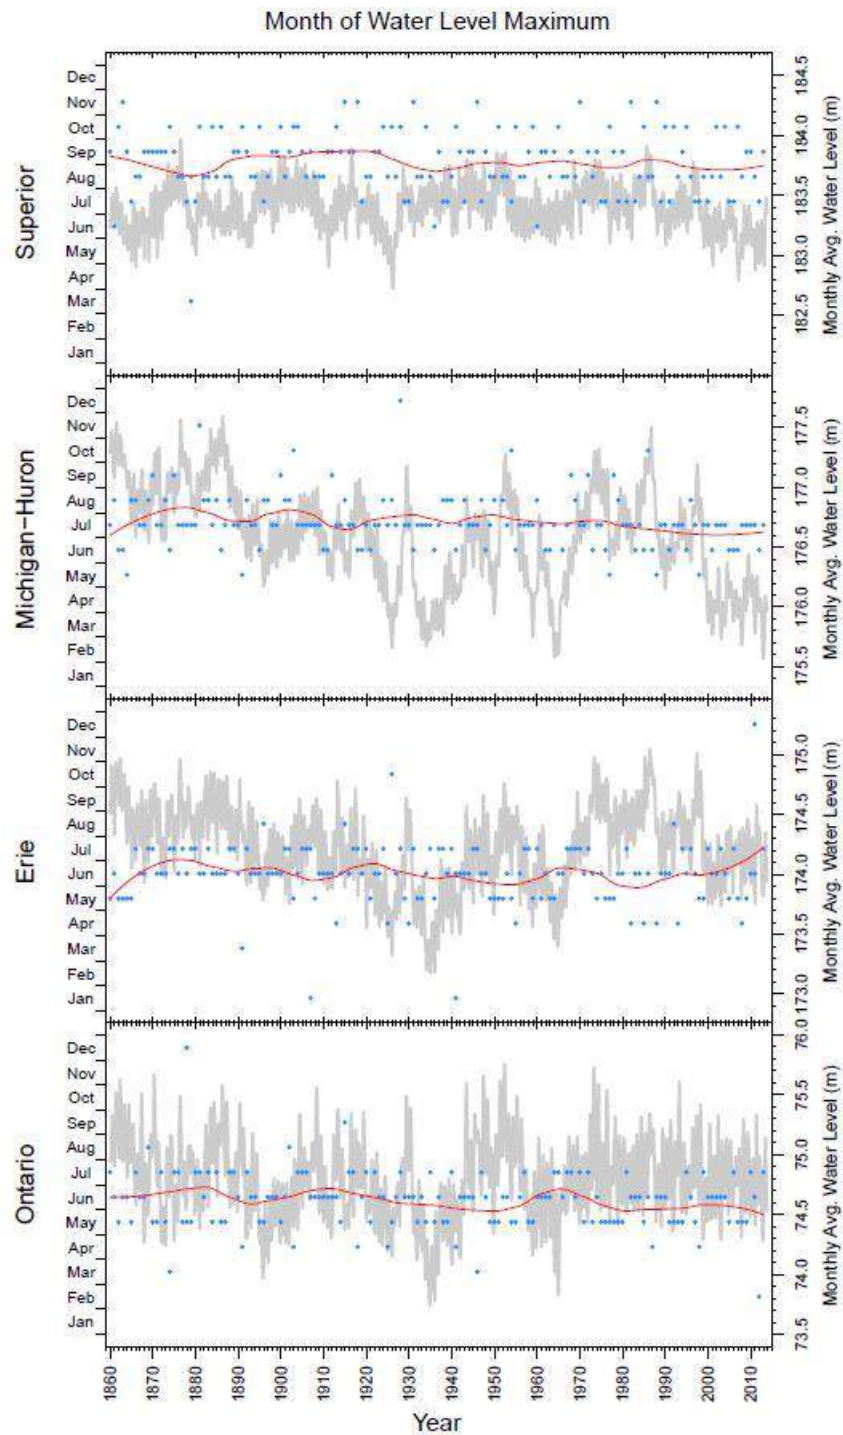 Month of Water Level Maximum
Superior
Dec
Nov
Oct
Sep
Aug
Jul
Jun
May
Apr
Mar
Feb
Jan
184.5
184.0
183.5
183.0
182.5
Monthly Avg. Water Level (m)
Michigan−Huron
Dec
Nov
Oct
Sep
Aug
Jul
Jun
May
Apr
Mar
Feb
Jan
177.5
177.0
176.5
176.0
175.5
Monthly Avg. Water Level (m)
Erie
Dec
Nov
Oct
Sep
Aug
Jul
Jun
May
Apr
Mar
Feb
Jan
175.0
174.5
174.0
173.5
173.0
Monthly Avg. Water Level (m)
Ontario
Dec
Nov
Oct
Sep
Aug
Jul
Jun
May
Apr
Mar
Feb
Jan
76.0
75.5
75.0
74.5
74.0
73.5
Monthly Avg. Water Level (m)
1860 1870 1880 1890 1900 1910 1920 1930 1940 1950 1960 1970 1980 1990 2000 2010
Year